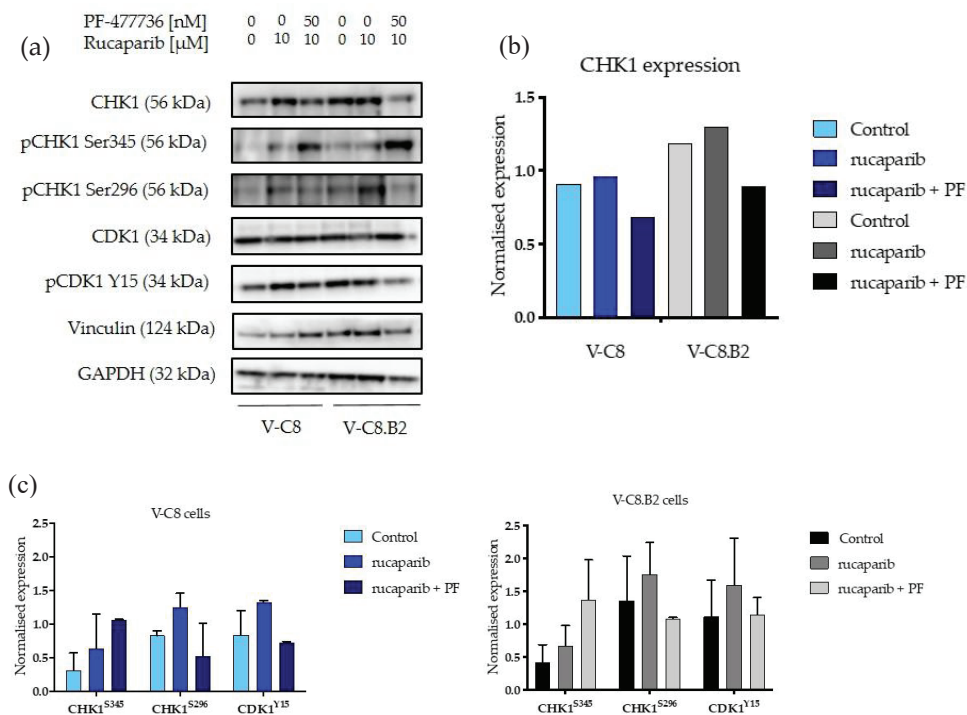 (a)
PF-477736 [nM] 0 0 50 0 0 50
Rucaparib [µM] 0 10 10 0 10 10
CHK1 (56 kDa)
pCHK1 Ser345 (56 kDa)
pCHK1 Ser296 (56 kDa)
CDK1 (34 kDa)
pCDK1 Y15 (34 kDa)
Vinculin (124 kDa)
GAPDH (32 kDa)
V-C8 V-C8.B2
(b)
CHK1 expression
Normalised expression
1.5
1.0
0.5
0.0
V-C8 V-C8.B2
Control
rucaparib
rucaparib + PF
Control
rucaparib
rucaparib + PF
(c)
V-C8 cells
Normalised expression
2.5
2.0
1.5
1.0
0.5
0.0
CHK1S345 CHK1S296 CDK1Y15
Control
rucaparib
rucaparib + PF
V-C8.B2 cells
Normalised expression
2.5
2.0
1.5
1.0
0.5
0.0
CHK1S345 CHK1S296 CDK1Y15
Control
rucaparib
rucaparib + PF